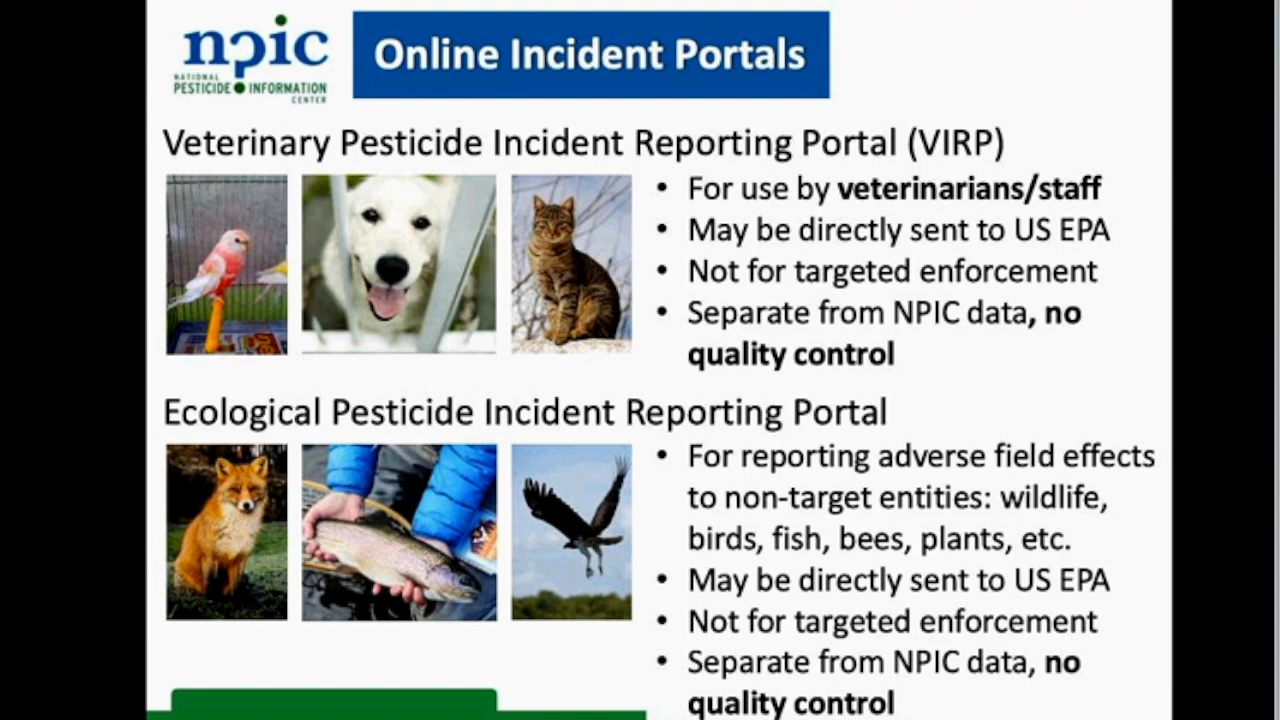 npic
NATIONAL
PESTICIDE INFORMATION
CENTER
Online Incident Portals
Veterinary Pesticide Incident Reporting Portal (VIRP)
• For use by veterinarians/staff
• May be directly sent to US EPA
• Not for targeted enforcement
• Separate from NPIC data, no
quality control
Ecological Pesticide Incident Reporting Portal
• For reporting adverse field effects
to non-target entities: wildlife,
birds, fish, bees, plants, etc.
• May be directly sent to US EPA
• Not for targeted enforcement
• Separate from NPIC data, no
quality control